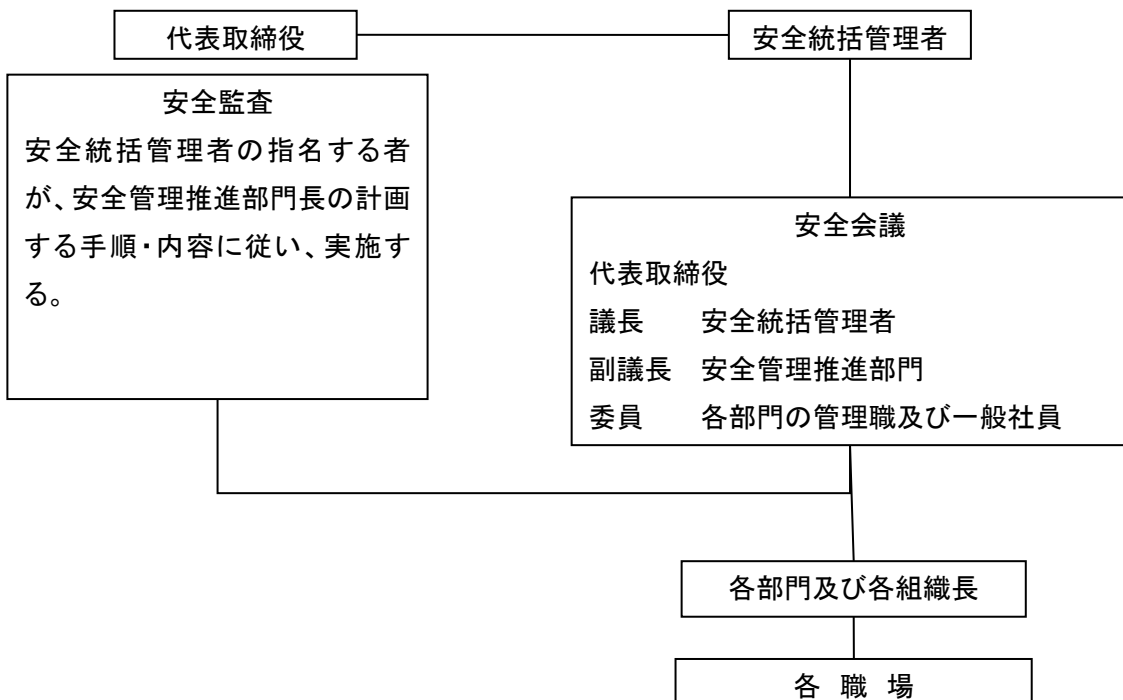 代表取締役
安全統括管理者
安全監査
安全統括管理者の指名する者
が、安全管理推進部門長の計画
する手順・内容に従い、実施す
る。
安全会議
代表取締役
議長　　安全統括管理者
副議長　安全管理推進部門
委員　　各部門の管理職及び一般社員
各部門及び各組織長
各 職 場